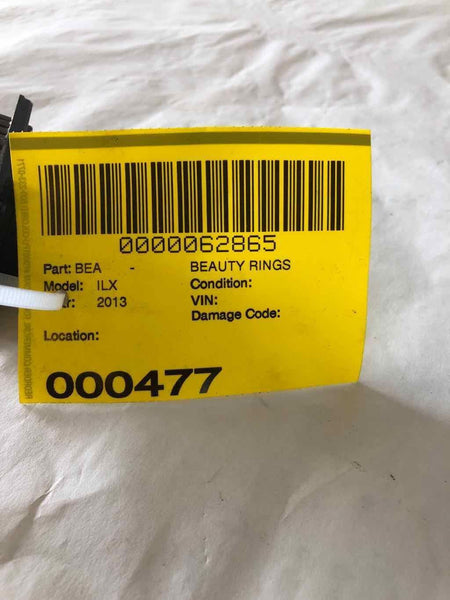 0000062865
Part: BEA - BEAUTY RINGS
Model: ILX Condition:
2013 VIN:
Damage Code:
Location:
000477